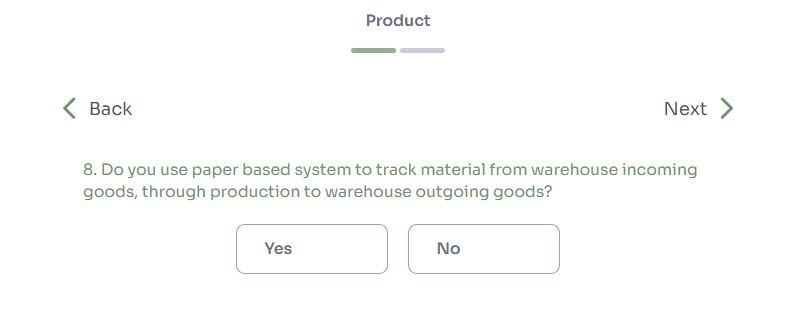 Product
Back
Next
8. Do you use paper based system to track material from warehouse incoming
goods, through production to warehouse outgoing goods?
Yes
No